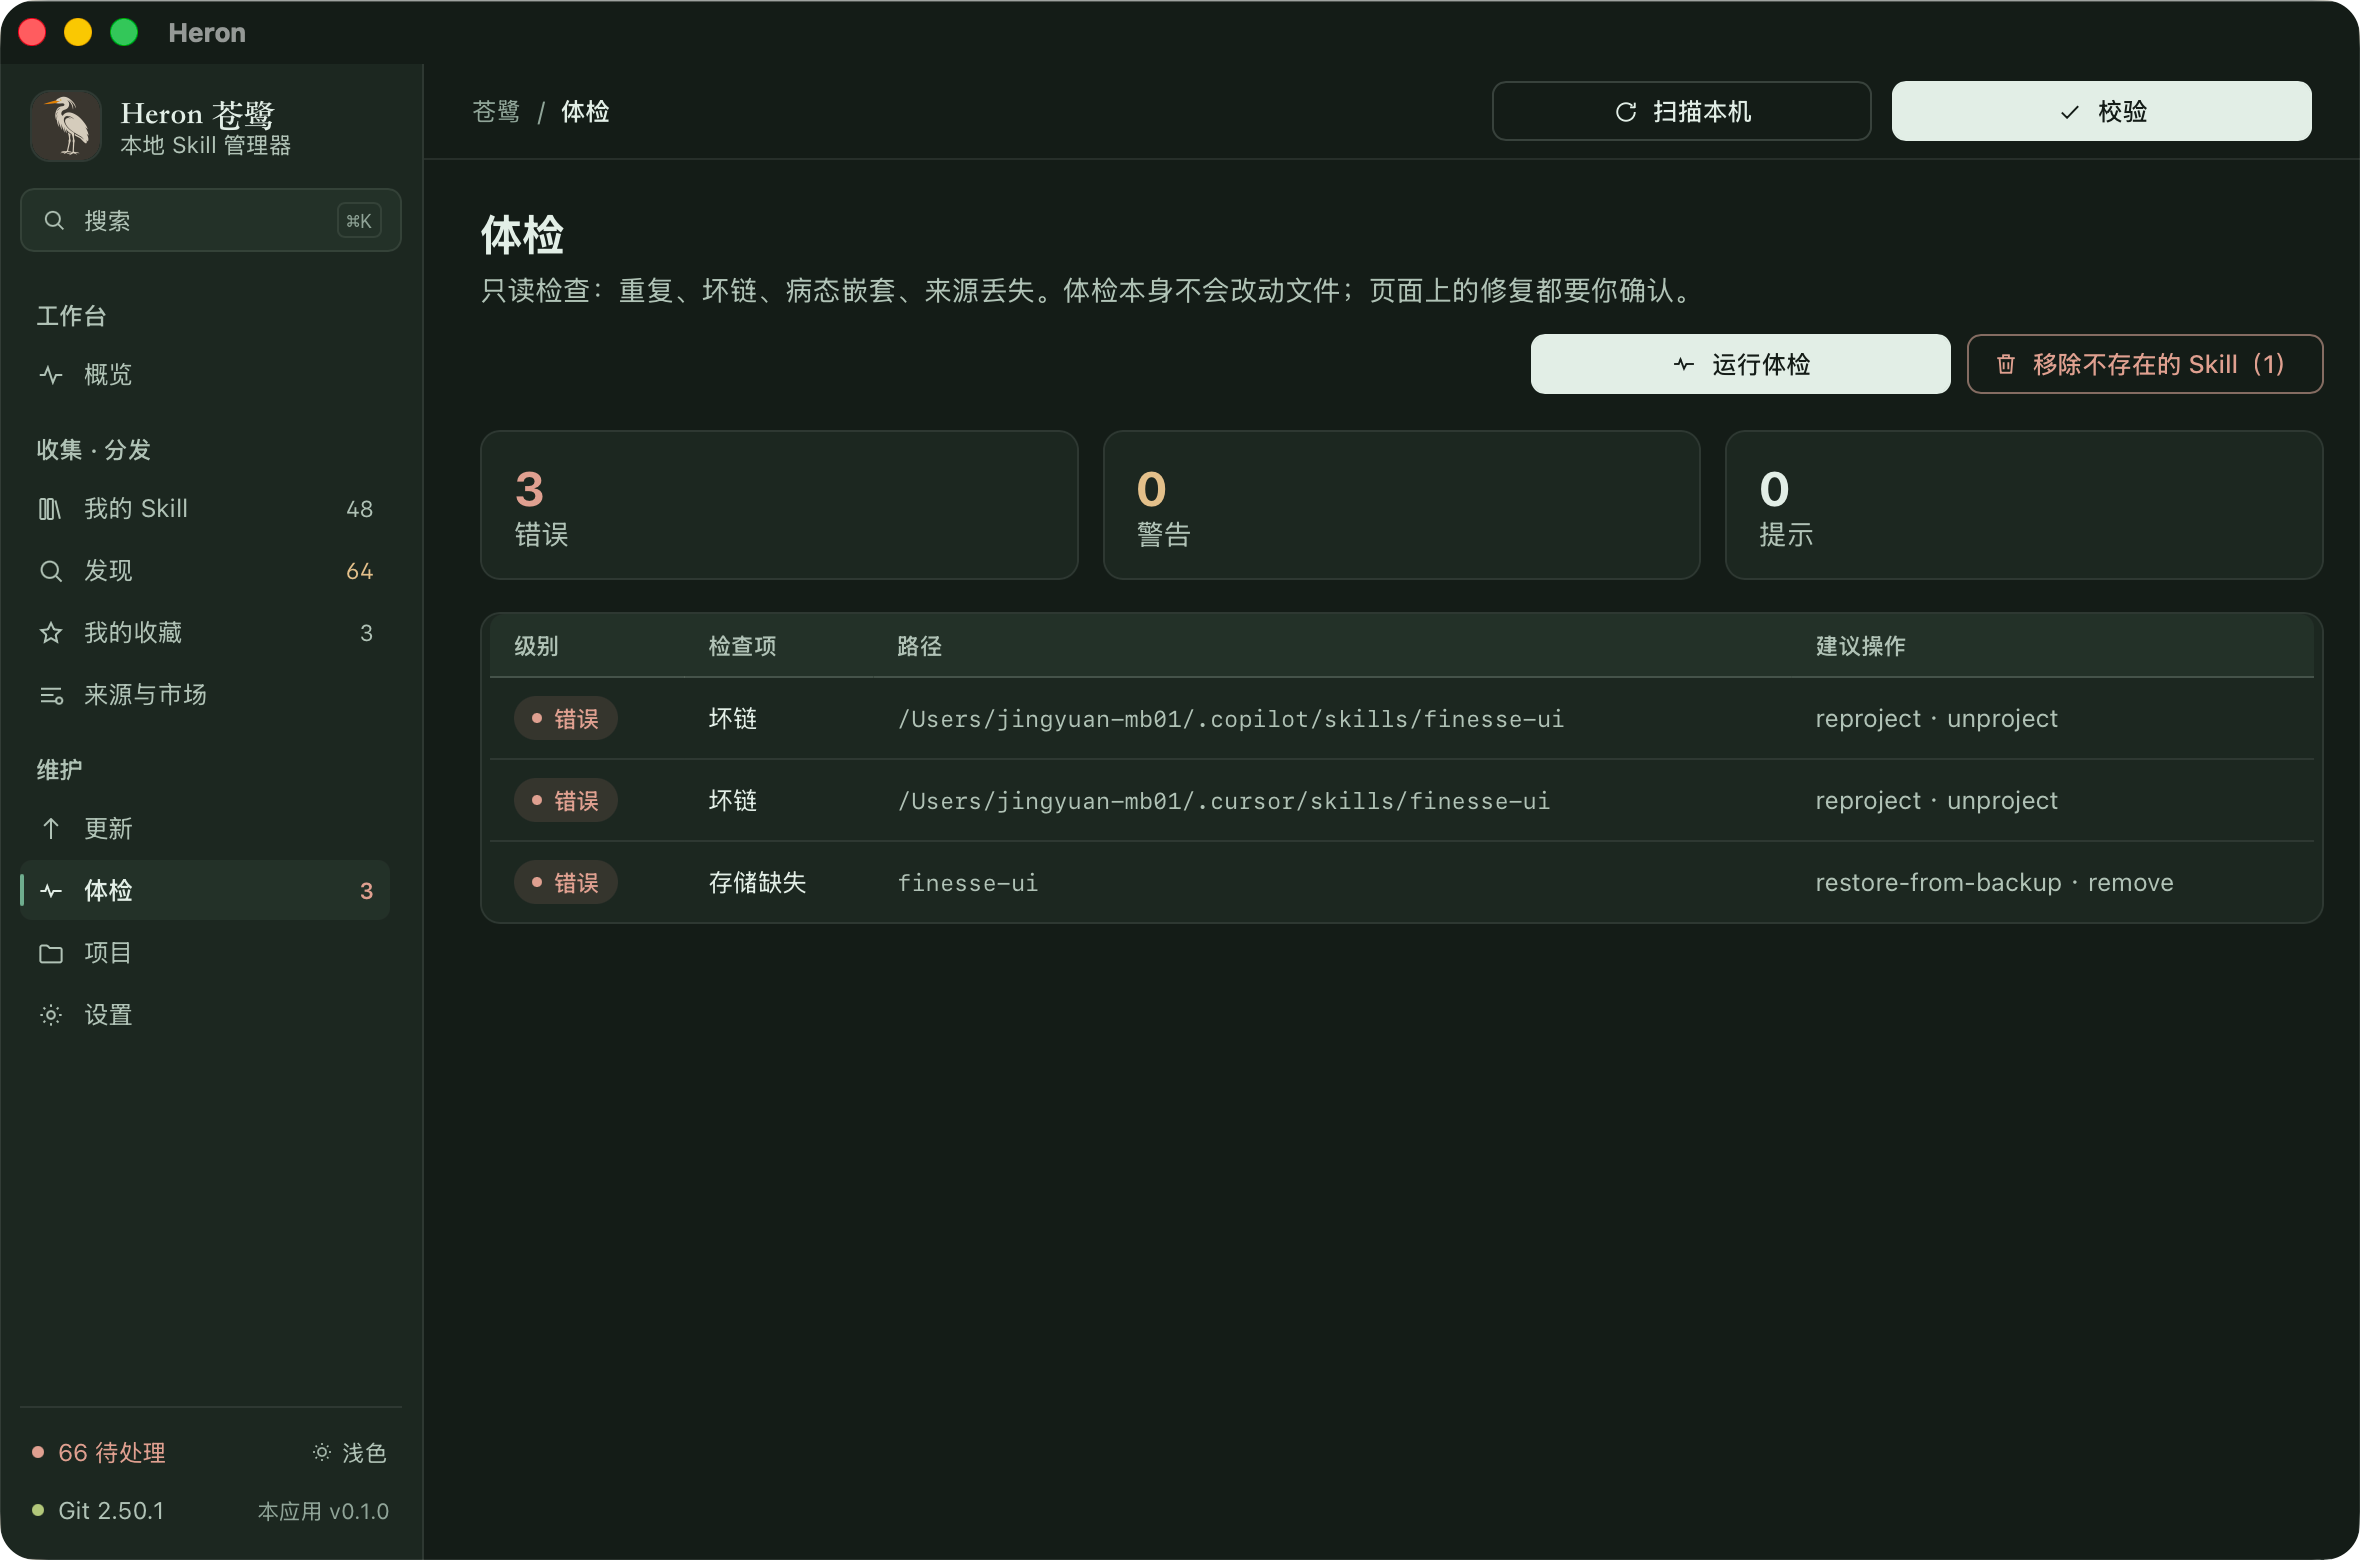 Heron
Heron 苍鹭
本地 Skill 管理器
搜索 ⌘K
工作台
概览
收集 · 分发
我的 Skill 48
发现 64
我的收藏 3
来源与市场
维护
更新
体检 3
项目
设置
66 待处理 浅色
Git 2.50.1 本应用 v0.1.0
苍鹭 / 体检
扫描本机 校验
体检
只读检查：重复、坏链、病态嵌套、来源丢失。体检本身不会改动文件；页面上的修复都要你确认。
运行体检 移除不存在的 Skill（1）
3 0 0
错误 警告 提示
级别 检查项 路径 建议操作
错误 坏链 /Users/jingyuan-mb01/.copilot/skills/finesse-ui reproject · unproject
错误 坏链 /Users/jingyuan-mb01/.cursor/skills/finesse-ui reproject · unproject
错误 存储缺失 finesse-ui restore-from-backup · remove